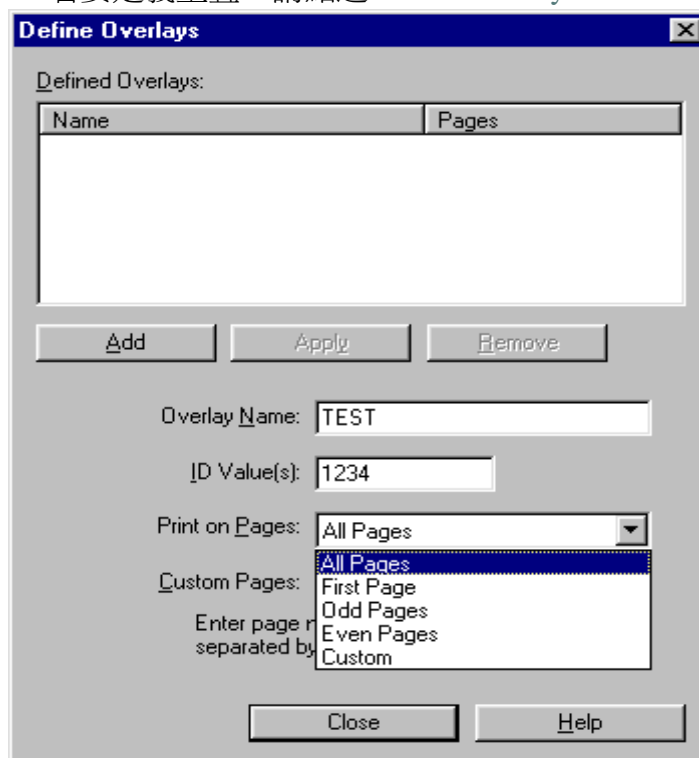 Define Overlays
Defined Overlays:
Name Pages
Add Apply Remove
Overlay Name: TEST
ID Value(s): 1234
Print on Pages: All Pages
All Pages
Custom Pages: First Page
Odd Pages
Enter page
Even Pages
separated by
Custom
Close Help